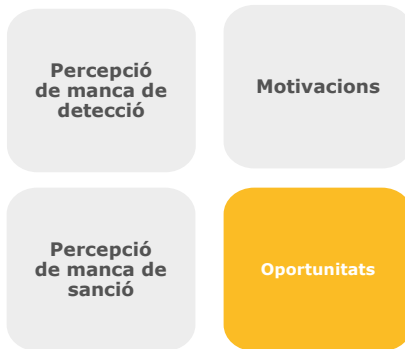 Percepció
de manca de
detecció
Motivacions
Percepció
de manca de
sanció
Oportunitats